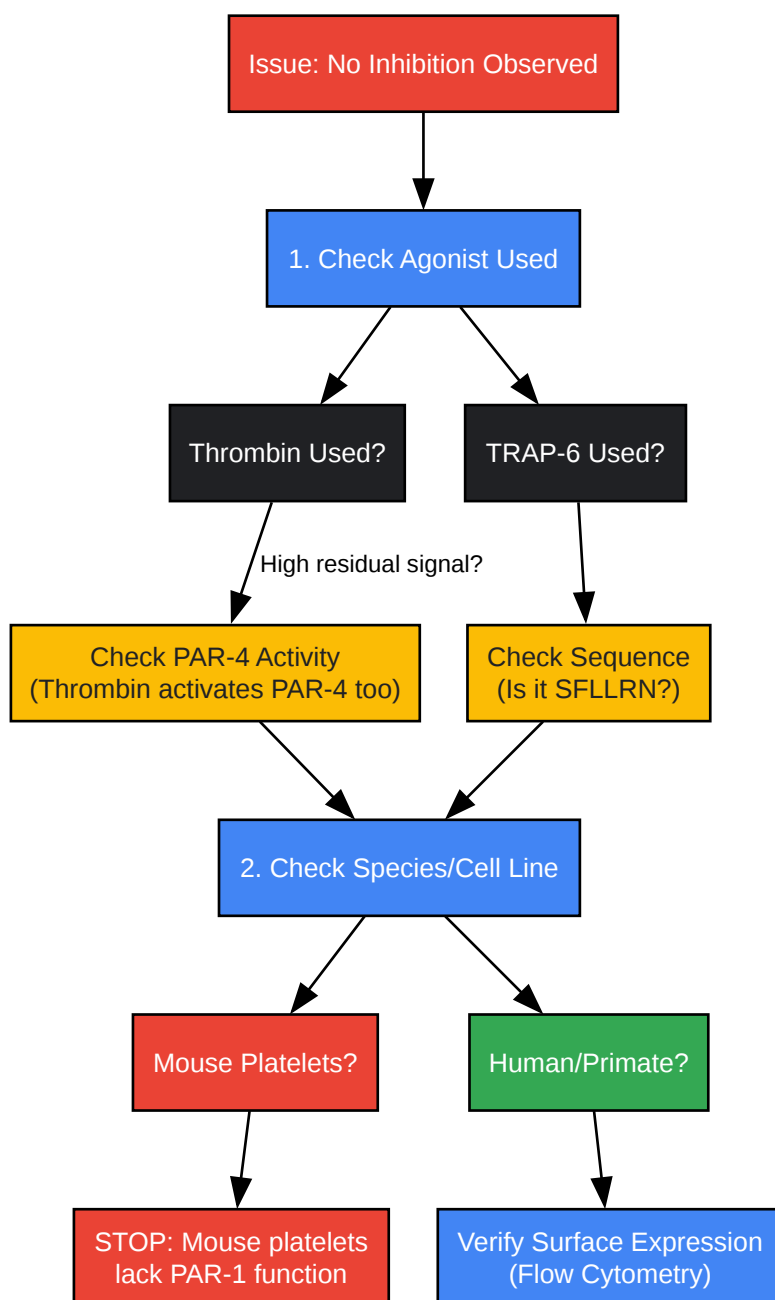 Issue: No Inhibition Observed
1. Check Agonist Used
Thrombin Used?
TRAP-6 Used?
High residual signal?
Check PAR-4 Activity
(Thrombin activates PAR-4 too)
Check Sequence
(Is it SFLLRN?)
2. Check Species/Cell Line
Mouse Platelets?
Human/Primate?
STOP: Mouse platelets
lack PAR-1 function
Verify Surface Expression
(Flow Cytometry)